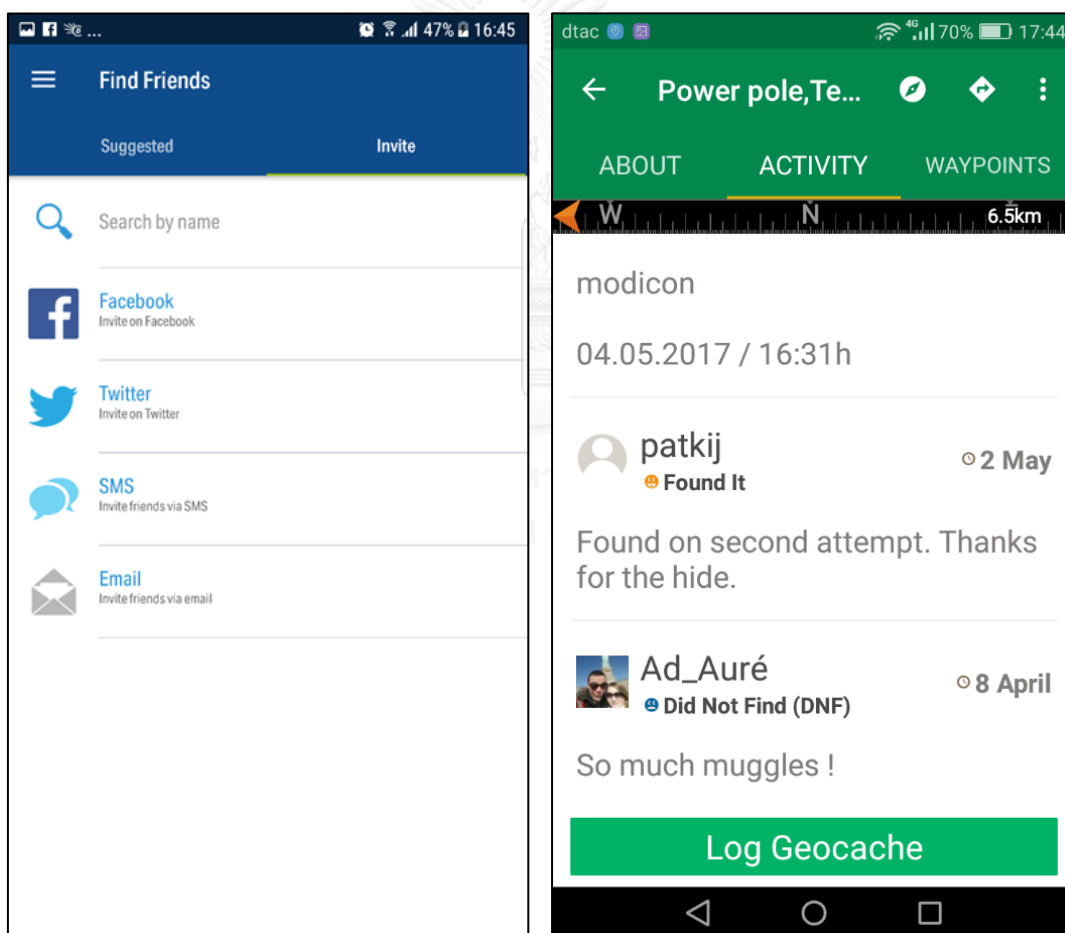 ... 47% 16:45
Find Friends
Suggested Invite
Search by name
Facebook
Invite on Facebook
Twitter
Invite on Twitter
SMS
Invite friends via SMS
Email
Invite friends via email
dtac 4G 70% 17:44
Power pole,Te...
ABOUT ACTIVITY WAYPOINTS
W N 6.5km
modicon
04.05.2017 / 16:31h
patkij 2 May
Found It
Found on second attempt. Thanks
for the hide.
Ad_Auré 8 April
Did Not Find (DNF)
So much muggles !
Log Geocache